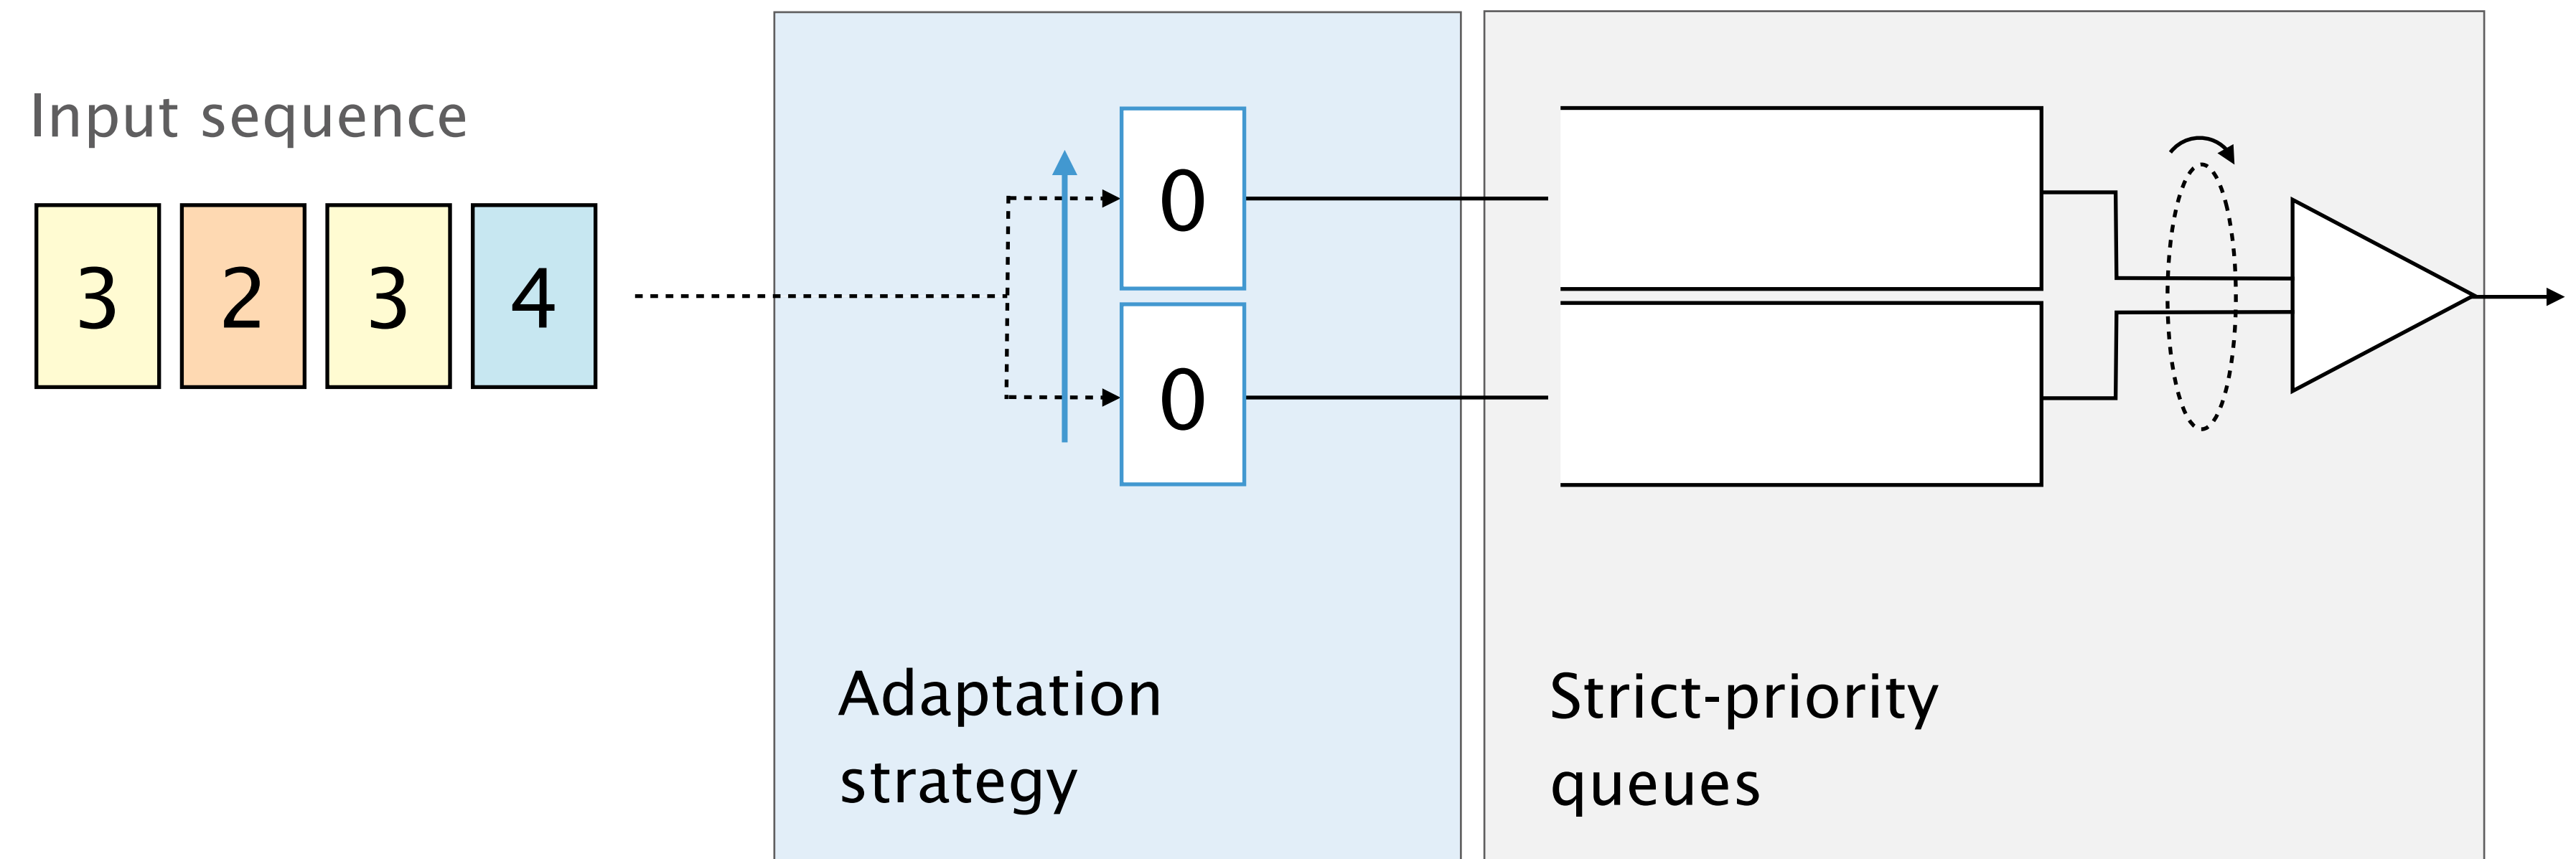 Input sequence
3 2 3 4
0
0
Adaptation
strategy
Strict-priority
queues